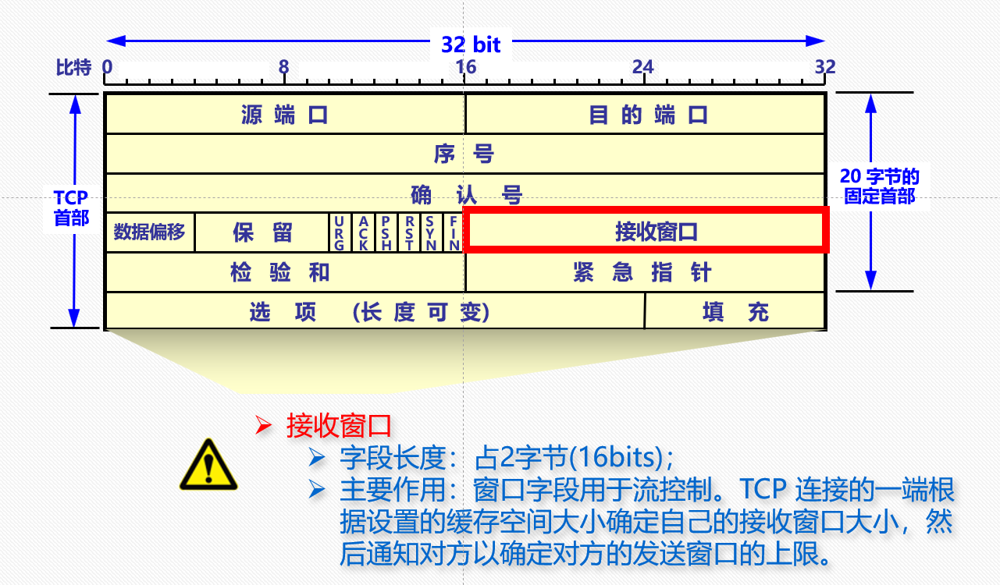 32 bit
比特 0 8 16 24 32
源 端 口 目 的 端 口
序 号
确 认 号
TCP
首部
20 字节的
固定首部
数据偏移 保 留 URG ACK PSH RST SYN FIN 接收窗口
检 验 和 紧 急 指 针
选 项 (长 度 可 变) 填 充
接收窗口
字段长度：占2字节(16bits)；
主要作用：窗口字段用于流控制。TCP 连接的一端根
据设置的缓存空间大小确定自己的接收窗口大小，然
后通知对方以确定对方的发送窗口的上限。